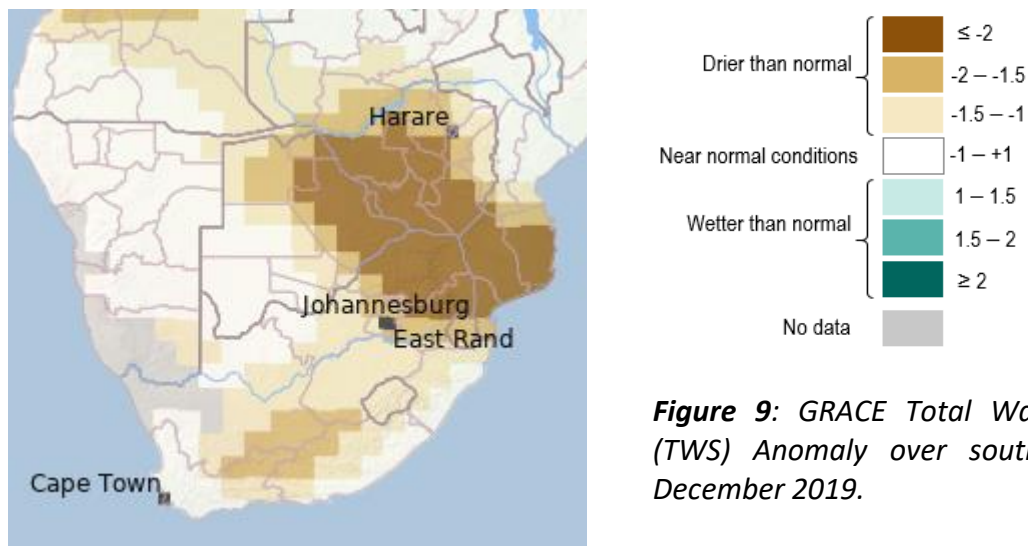 Harare
Johannesburg
East Rand
Cape Town
Drier than normal
≤ -2
-2 – -1.5
-1.5 – -1
Near normal conditions
-1 – +1
Wetter than normal
1 – 1.5
1.5 – 2
≥ 2
No data
Figure 9: GRACE Total Wa
(TWS) Anomaly over south
December 2019.